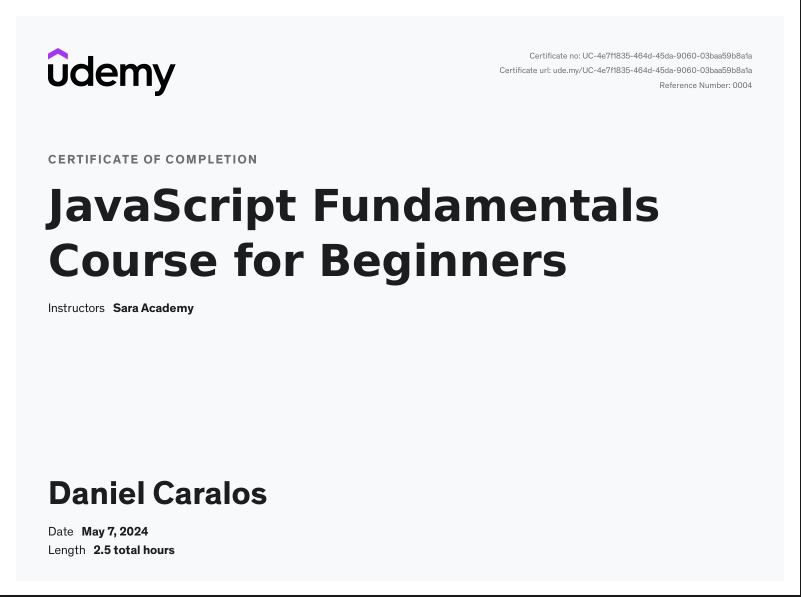 udemy
Certificate no: UC-4e7f1835-464d-45da-9060-03baa59b8a1a
Certificate url: ude.my/UC-4e7f1835-464d-45da-9060-03baa59b8a1a
Reference Number: 0004
CERTIFICATE OF COMPLETION
JavaScript Fundamentals
Course for Beginners
Instructors Sara Academy
Daniel Caralos
Date May 7, 2024
Length 2.5 total hours